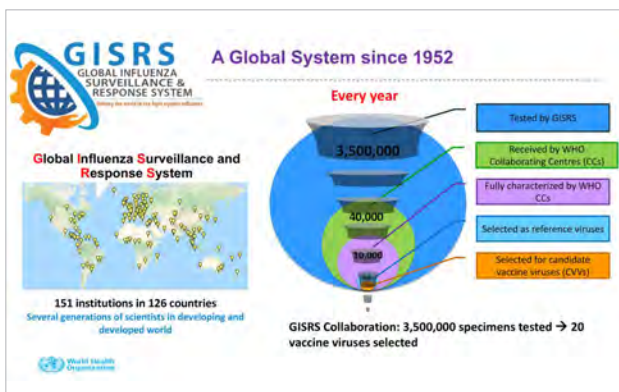 GISRS
GLOBAL INFLUENZA
SURVEILLANCE &
RESPONSE SYSTEM
A Global System since 1952
Every year
Global Influenza Surveillance and
Response System
3,500,000
40,000
10,000
Tested by GISRS
Received by WHO
Collaborating Centres (CCs)
Fully characterized by WHO
CCs
Selected as reference viruses
Selected for candidate
vaccine viruses (CVVs)
151 institutions in 126 countries
Several generations of scientists in developing and
developed world
GISRS Collaboration: 3,500,000 specimens tested → 20
vaccine viruses selected
World Health
Organization